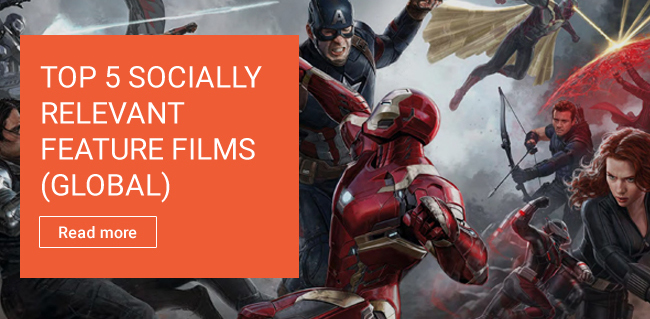 TOP 5 SOCIALLY
RELEVANT
FEATURE FILMS
(GLOBAL)
Read more